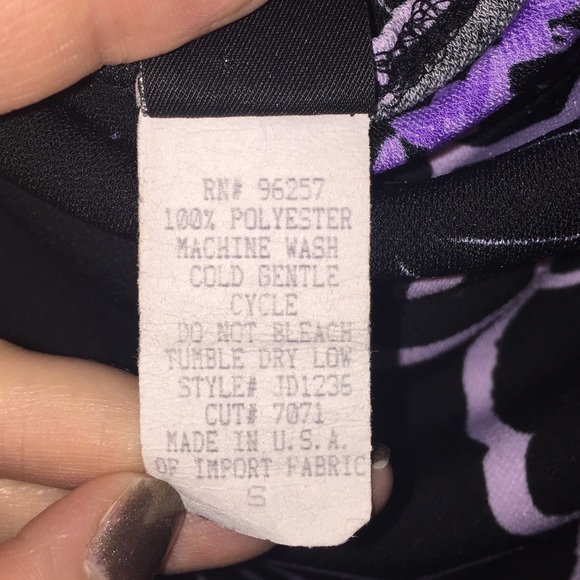 RN# 96257
100% POLYESTER
MACHINE WASH
COLD GENTLE
CYCLE
DO NOT BLEACH
TUMBLE DRY LOW
STYLE# JD1236
CUT# 7071
MADE IN U.S.A.
OF IMPORT FABRIC
S